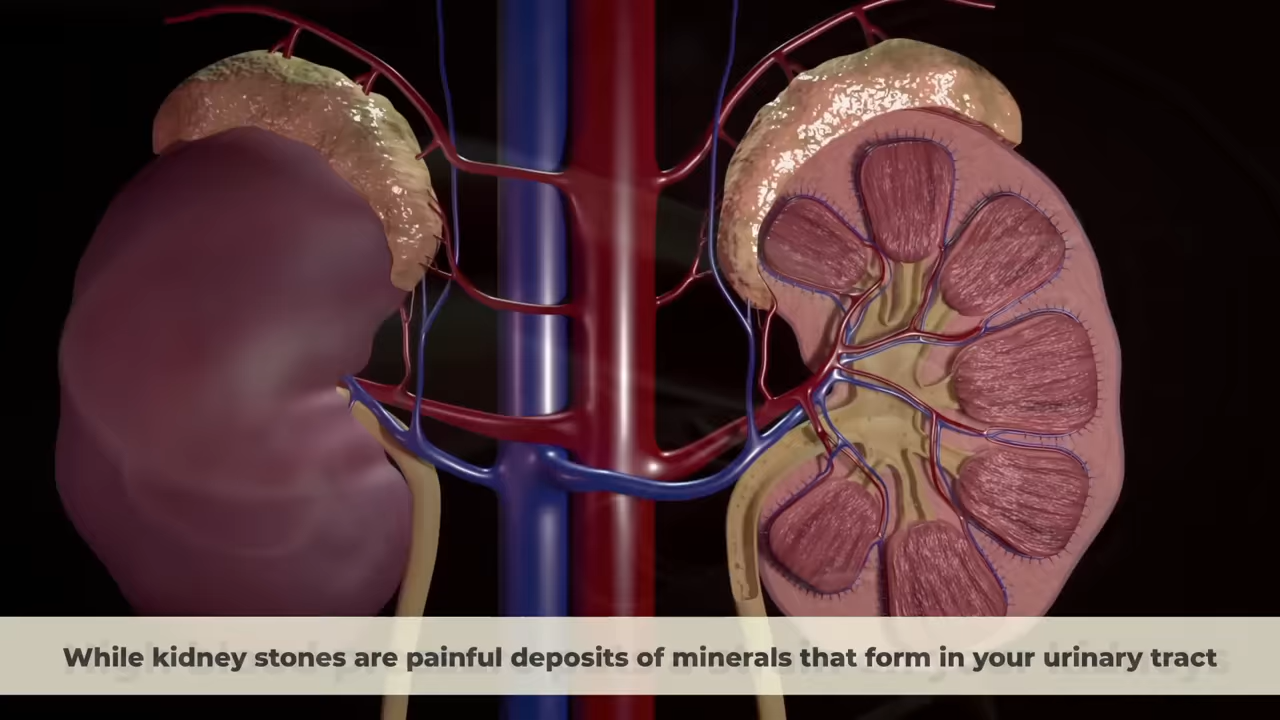 While kidney stones are painful deposits of minerals that form in your urinary tract